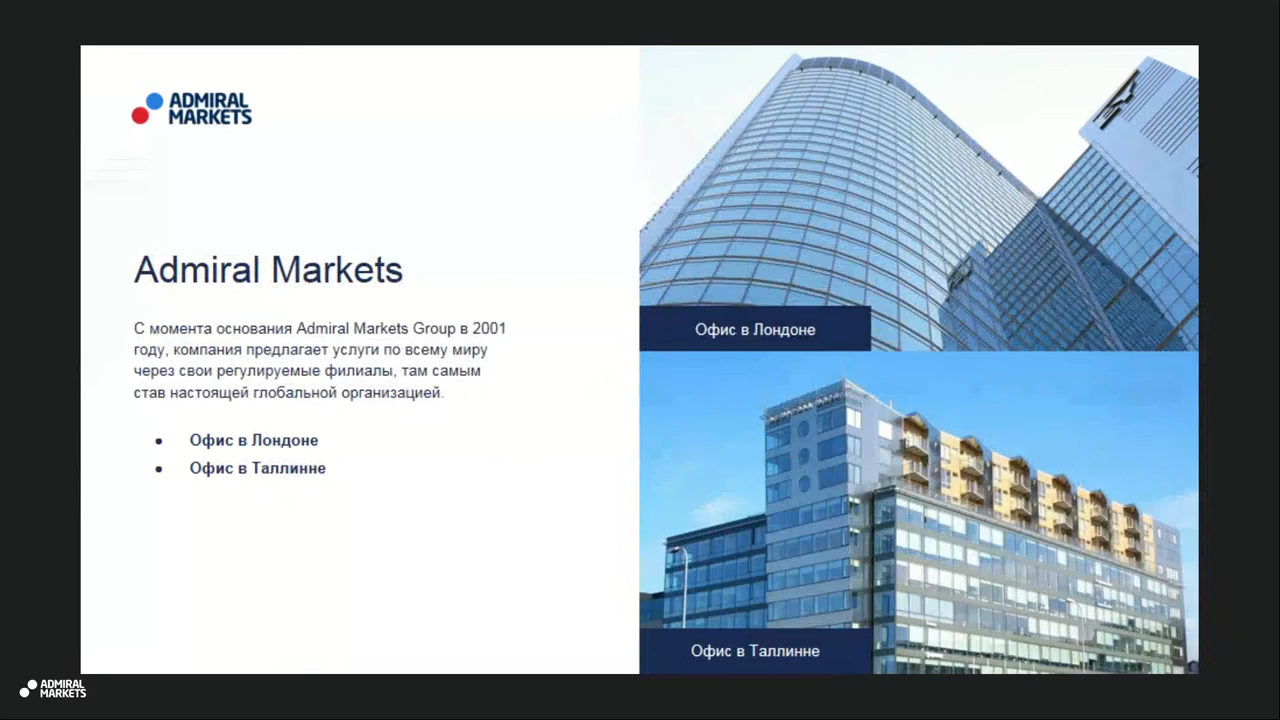 ADMIRAL
MARKETS
Admiral Markets
С момента основания Admiral Markets Group в 2001
году, компания предлагает услуги по всему миру
через свои регулируемые филиалы, там самым
став настоящей глобальной организацией.
• Офис в Лондоне
• Офис в Таллинне
Офис в Лондоне
Офис в Таллинне
ADMIRAL
MARKETS